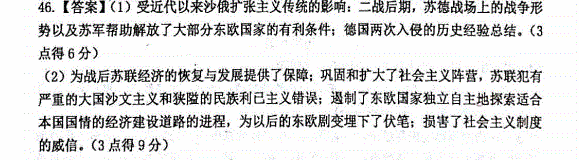 46.【答案】(1) 受近代以来沙俄扩张主义传统的影响；二战后期，苏德战场上的战争形
势以及苏军帮助解放了大部分东欧国家的有利条件；德国两次入侵的历史经验总结。(3
点得 6 分)
(2) 为战后苏联经济的恢复与发展提供了保障；巩固和扩大了社会主义阵营，苏联犯有
严重的大国沙文主义和狭隘的民族利己主义错误；遏制了东欧国家独立自主地探索适合
本国国情的经济建设道路的进程，为以后的东欧剧变埋下了伏笔；损害了社会主义制度
的威信。(3 点得 9 分)